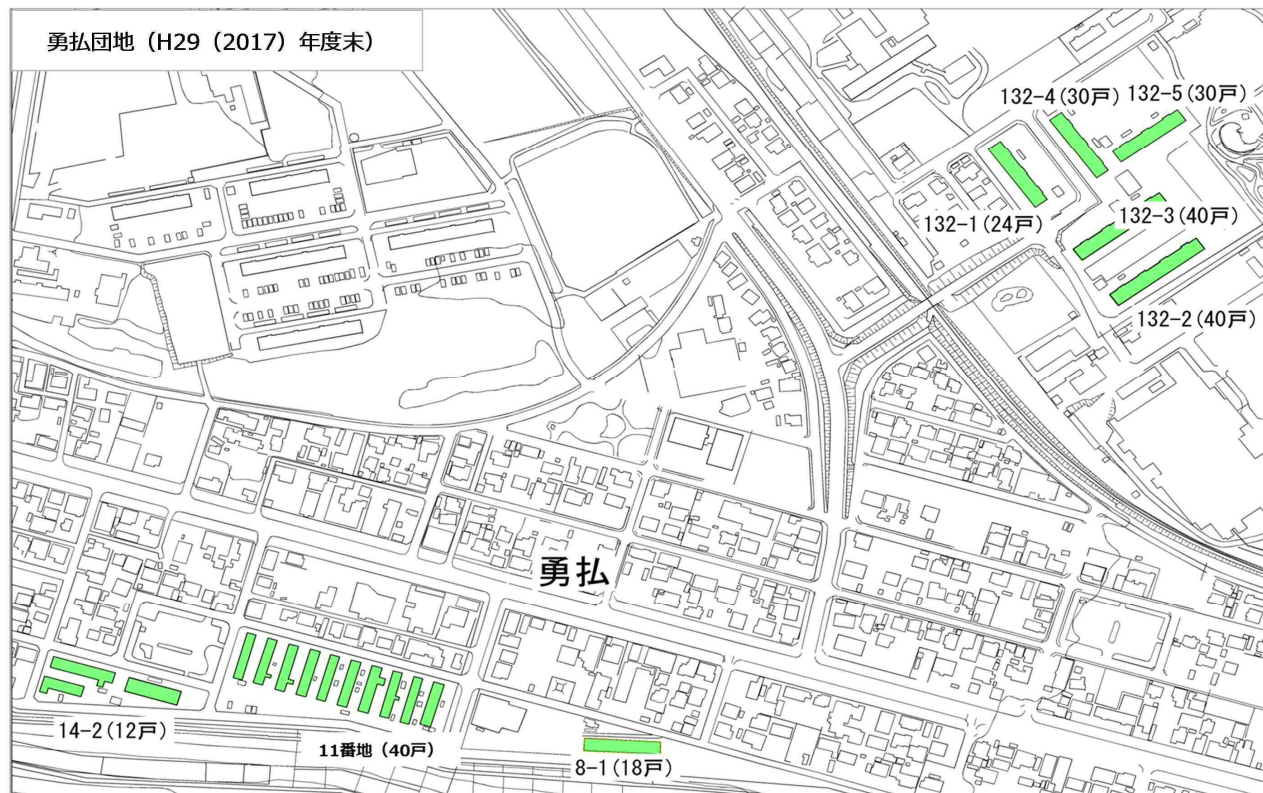 勇払団地（H29（2017）年度末）
132-4(30戸)
132-5(30戸)
132-1(24戸)
132-3(40戸)
132-2(40戸)
勇払
14-2(12戸)
11番地（40戸）
8-1(18戸)